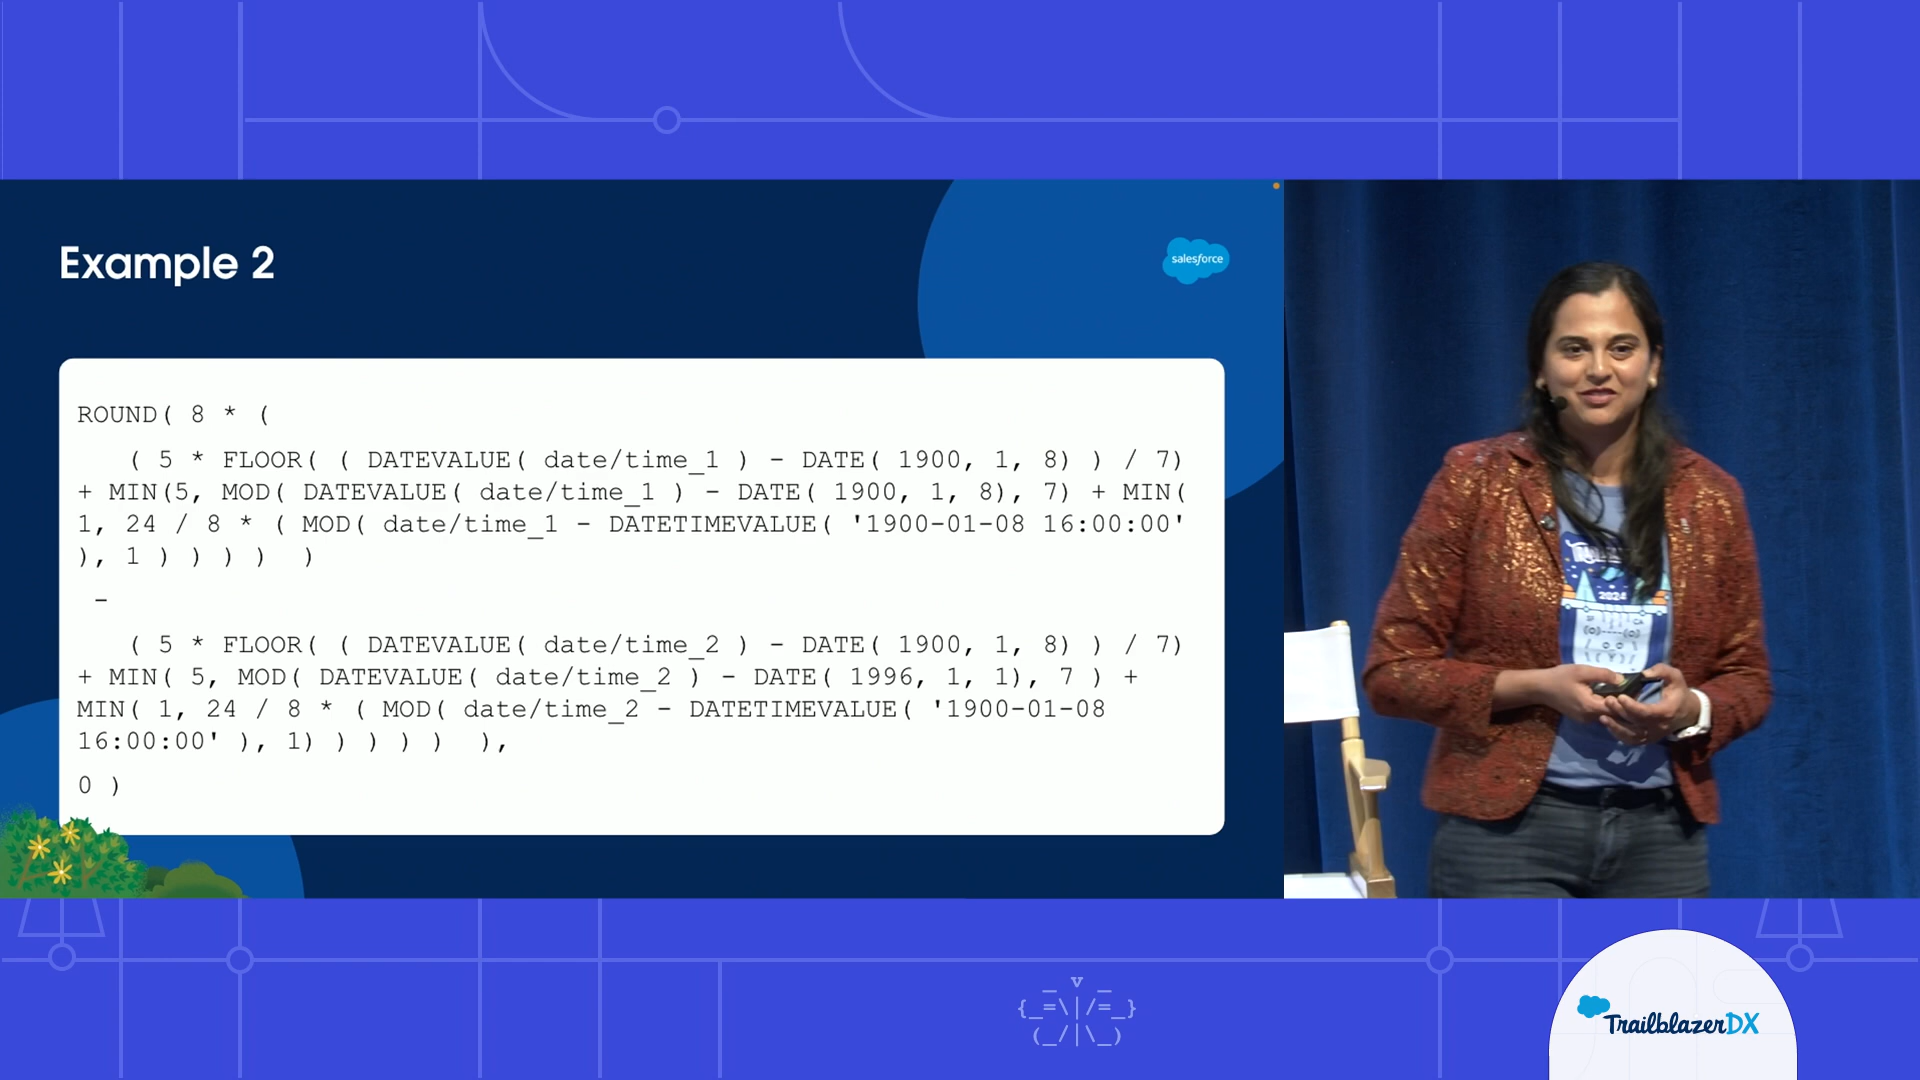 Example 2
salesforce
ROUND( 8 * (
( 5 * FLOOR( ( DATEVALUE( date/time_1 ) - DATE( 1900, 1, 8) ) / 7)
+ MIN(5, MOD( DATEVALUE( date/time_1 ) - DATE( 1900, 1, 8), 7) + MIN(
1, 24 / 8 * ( MOD( date/time_1 - DATETIMEVALUE( '1900-01-08 16:00:00'
), 1 ) ) ) )  )
-
( 5 * FLOOR( ( DATEVALUE( date/time_2 ) - DATE( 1900, 1, 8) ) / 7)
+ MIN( 5, MOD( DATEVALUE( date/time_2 ) - DATE( 1996, 1, 1), 7 ) +
MIN( 1, 24 / 8 * ( MOD( date/time_2 - DATETIMEVALUE( '1900-01-08
16:00:00' ), 1) ) ) ) )  ),
0 )
2024
_ v _
{_=\|/=_}
(_/|\_)
TrailblazerDX